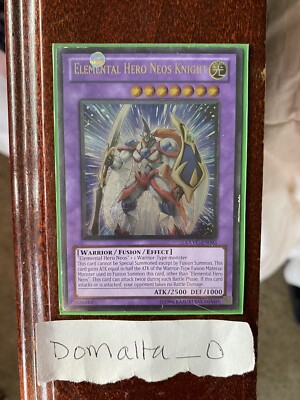 Elemental Hero Neos Knight
光
[WARRIOR / FUSION / EFFECT]
"Elemental Hero Neos" + 1 Warrior-Type monster
This card cannot be Special Summoned except by Fusion Summon. This
card gains ATK equal to half the ATK of the Warrior-Type Fusion Material
Monster used in Fusion Summon, other than "Elemental Hero
Neos". This card can attack twice during each Battle Phase. If this card
attacks or is attacked, your opponent takes no Battle Damage.
ATK/2500 DEF/1000
Domalta_0